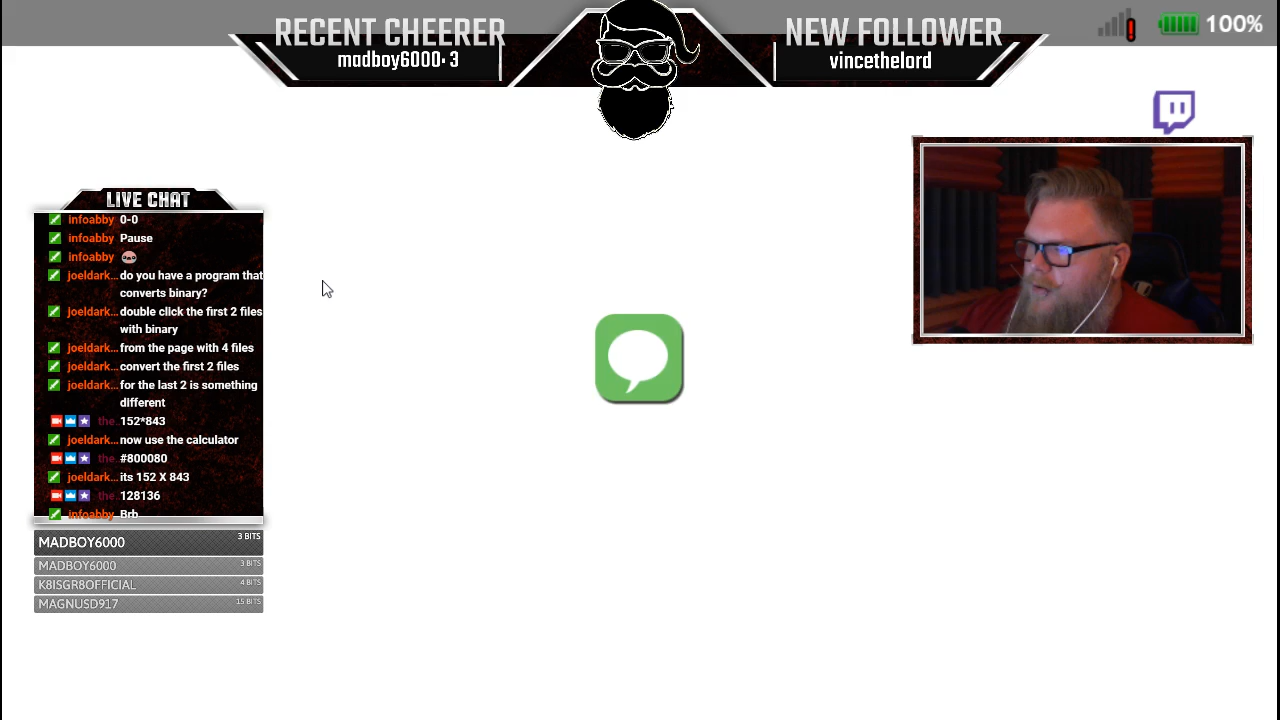 RECENT CHEERER
madboy6000· 3
NEW FOLLOWER
vincethelord
100%
LIVE CHAT
infoabby 0-0
infoabby Pause
infoabby
joeldark... do you have a program that
converts binary?
joeldark... double click the first 2 files
with binary
joeldark... from the page with 4 files
joeldark... convert the first 2 files
joeldark... for the last 2 is something
different
the.. 152*843
joeldark... now use the calculator
the.. #800080
joeldark... its 152 X 843
the.. 128136
infoabby Brb
MADBOY6000 3 BITS
MADBOY6000 3 BITS
K8ISGR8OFFICIAL 4 BITS
MAGNUSD917 15 BITS